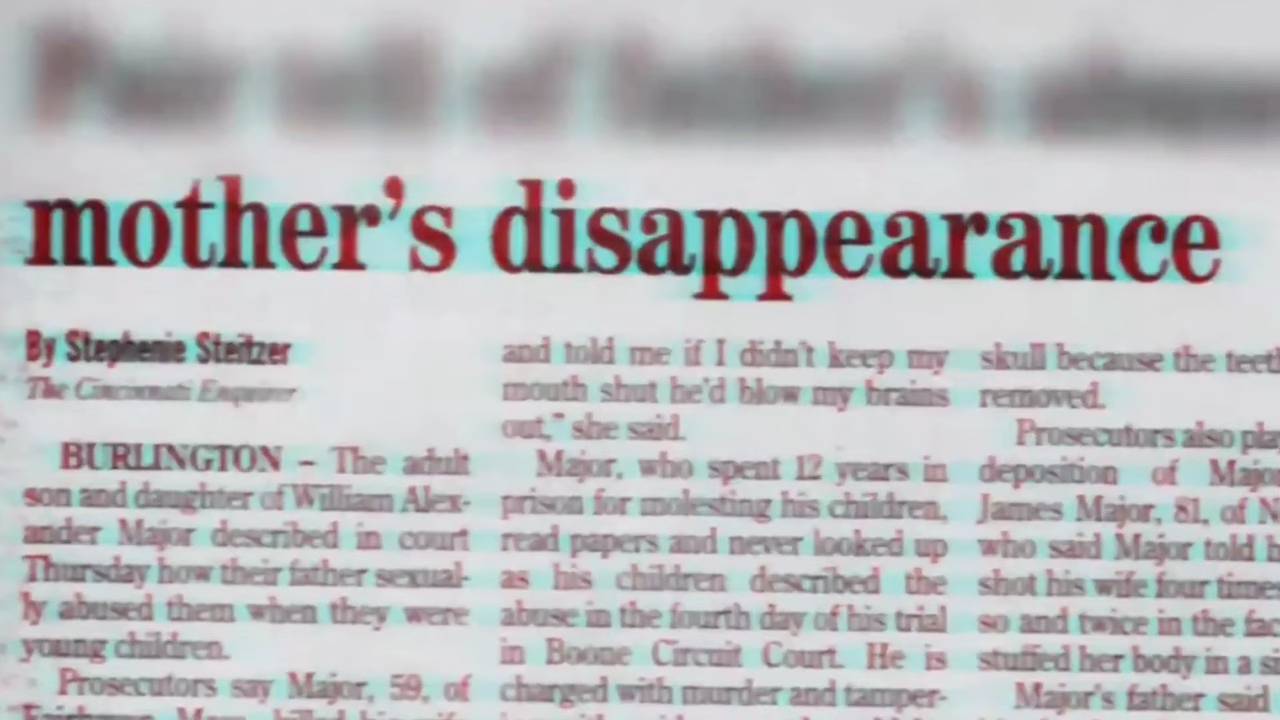 mother's disappearance
By Stephenie Steitzer
The Cincinnati Enquirer
BURLINGTON – The adult
son and daughter of William Alex-
ander Major described in court
Thursday how their father sexual-
ly abused them when they were
young children.
Prosecutors say Major, 59, of
and told me if I didn't keep my
mouth shut he'd blow my brains
out," she said.
Major, who spent 12 years in
prison for molesting his children,
read papers and never looked up
as his children described the
abuse in the fourth day of his trial
in Boone Circuit Court. He is
charged with murder and tamper-
skull because the teeth
removed.
Prosecutors also pla
deposition of Major
James Major, 81, of N
who said Major told h
shot his wife four times
so and twice in the fac
stuffed her body in a si
Major's father said